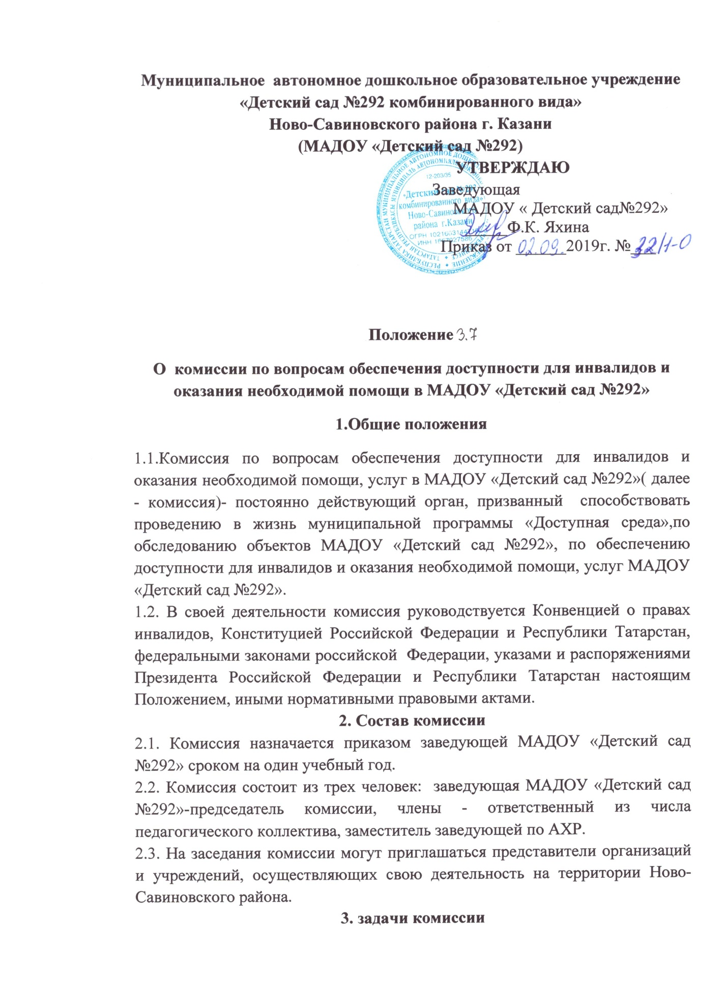 Муниципальное  автономное дошкольное образовательное учреждение
«Детский сад №292 комбинированного вида»
Ново-Савиновского района г. Казани
(МАДОУ «Детский сад №292)
УТВЕРЖДАЮ
Заведующая
МАДОУ « Детский сад№292»
Ф.К. Яхина
Приказ от 02.09.2019г. №32/1-О
12-203/35
«Детский сад №292
комбинированного вида»
Ново-Савиновского
района г.Казани
ИНН 1657027586
Положение 3.7
О  комиссии по вопросам обеспечения доступности для инвалидов и
оказания необходимой помощи в МАДОУ «Детский сад №292»
1.Общие положения
1.1.Комиссия по вопросам обеспечения доступности для инвалидов и
оказания необходимой помощи, услуг в МАДОУ «Детский сад №292»( далее
- комиссия)- постоянно действующий орган, призванный  способствовать
проведению в жизнь муниципальной программы «Доступная среда»,по
обследованию объектов МАДОУ «Детский сад №292», по обеспечению
доступности для инвалидов и оказания необходимой помощи, услуг МАДОУ
«Детский сад №292».
1.2. В своей деятельности комиссия руководствуется Конвенцией о правах
инвалидов, Конституцией Российской Федерации и Республики Татарстан,
федеральными законами российской  Федерации, указами и распоряжениями
Президента Российской Федерации и Республики Татарстан настоящим
Положением, иными нормативными правовыми актами.
2. Состав комиссии
2.1. Комиссия назначается приказом заведующей МАДОУ «Детский сад
№292» сроком на один учебный год.
2.2. Комиссия состоит из трех человек:  заведующая МАДОУ «Детский сад
№292»-председатель комиссии, члены - ответственный из числа
педагогического коллектива, заместитель заведующей по АХР.
2.3. На заседания комиссии могут приглашаться представители организаций
и учреждений, осуществляющих свою деятельность на территории Ново-
Савиновского района.
3. задачи комиссии